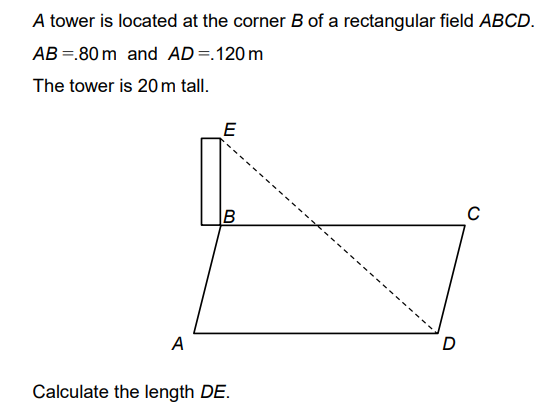 A tower is located at the corner B of a rectangular field ABCD.
AB =.80 m and AD =.120 m
The tower is 20 m tall.
E
B
C
A
D
Calculate the length DE.